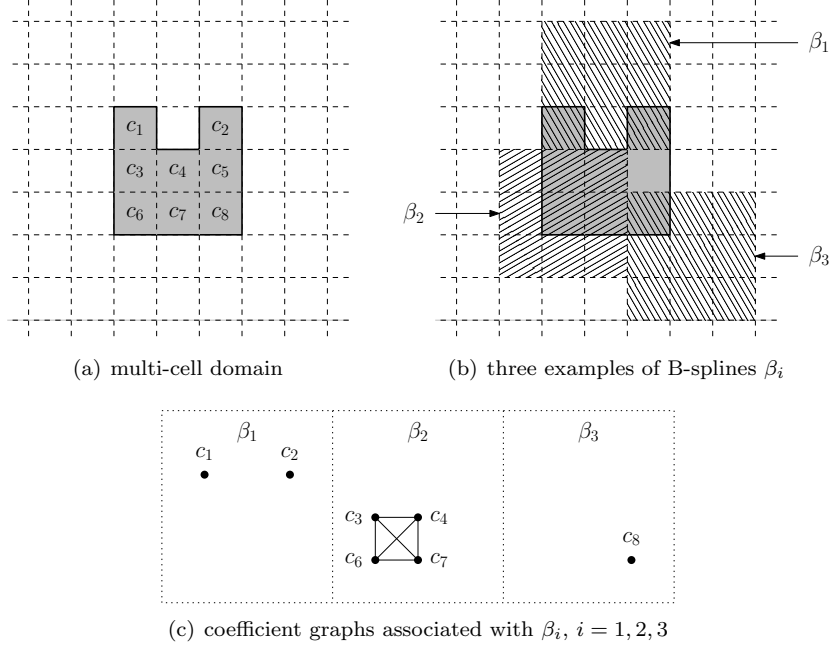 c₁ c₂
c₃ c₄ c₅
c₆ c₇ c₈
β₁
β₂
β₃
(a) multi-cell domain
(b) three examples of B-splines βᵢ
β₁ β₂ β₃
c₁ c₂
c₃ c₄
c₈
c₆ c₇
(c) coefficient graphs associated with βᵢ, i = 1, 2, 3